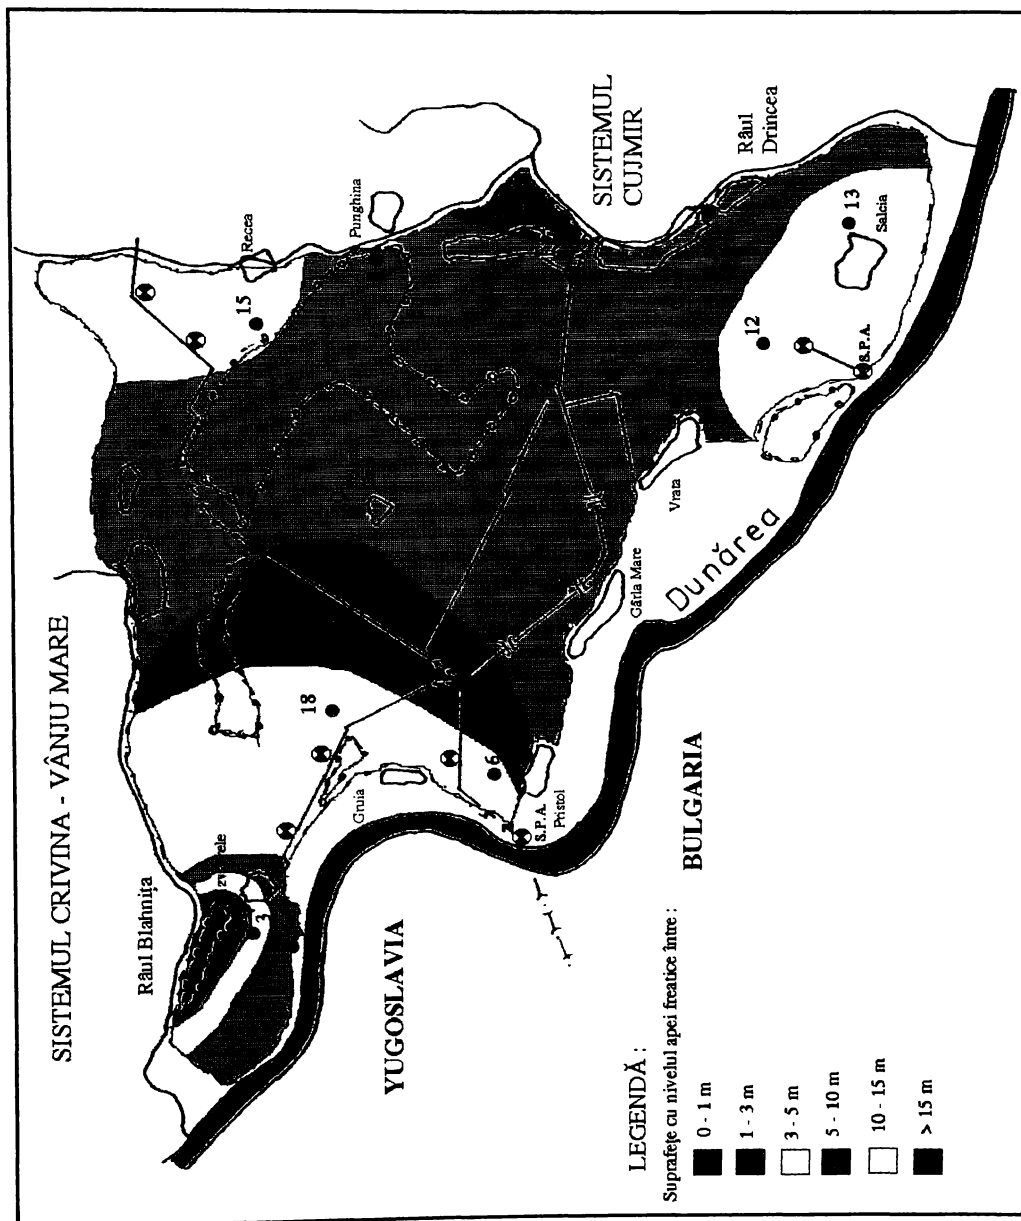 SISTEMUL CRIVINA - VÂNJU MARE
Râul Blahnița
3
Gruia
18
6
S.P.A.
Pristol
15
Recea
Punghina
SISTEMUL
CUJMIR
Râul
Drincea
13
Salcia
12
S.P.A.
Vrata
Gârla Mare
Dunărea
YUGOSLAVIA
BULGARIA
LEGENDĂ :
Suprafețe cu nivelul apei freatice între :
0 - 1 m
1 - 3 m
3 - 5 m
5 - 10 m
10 - 15 m
> 15 m